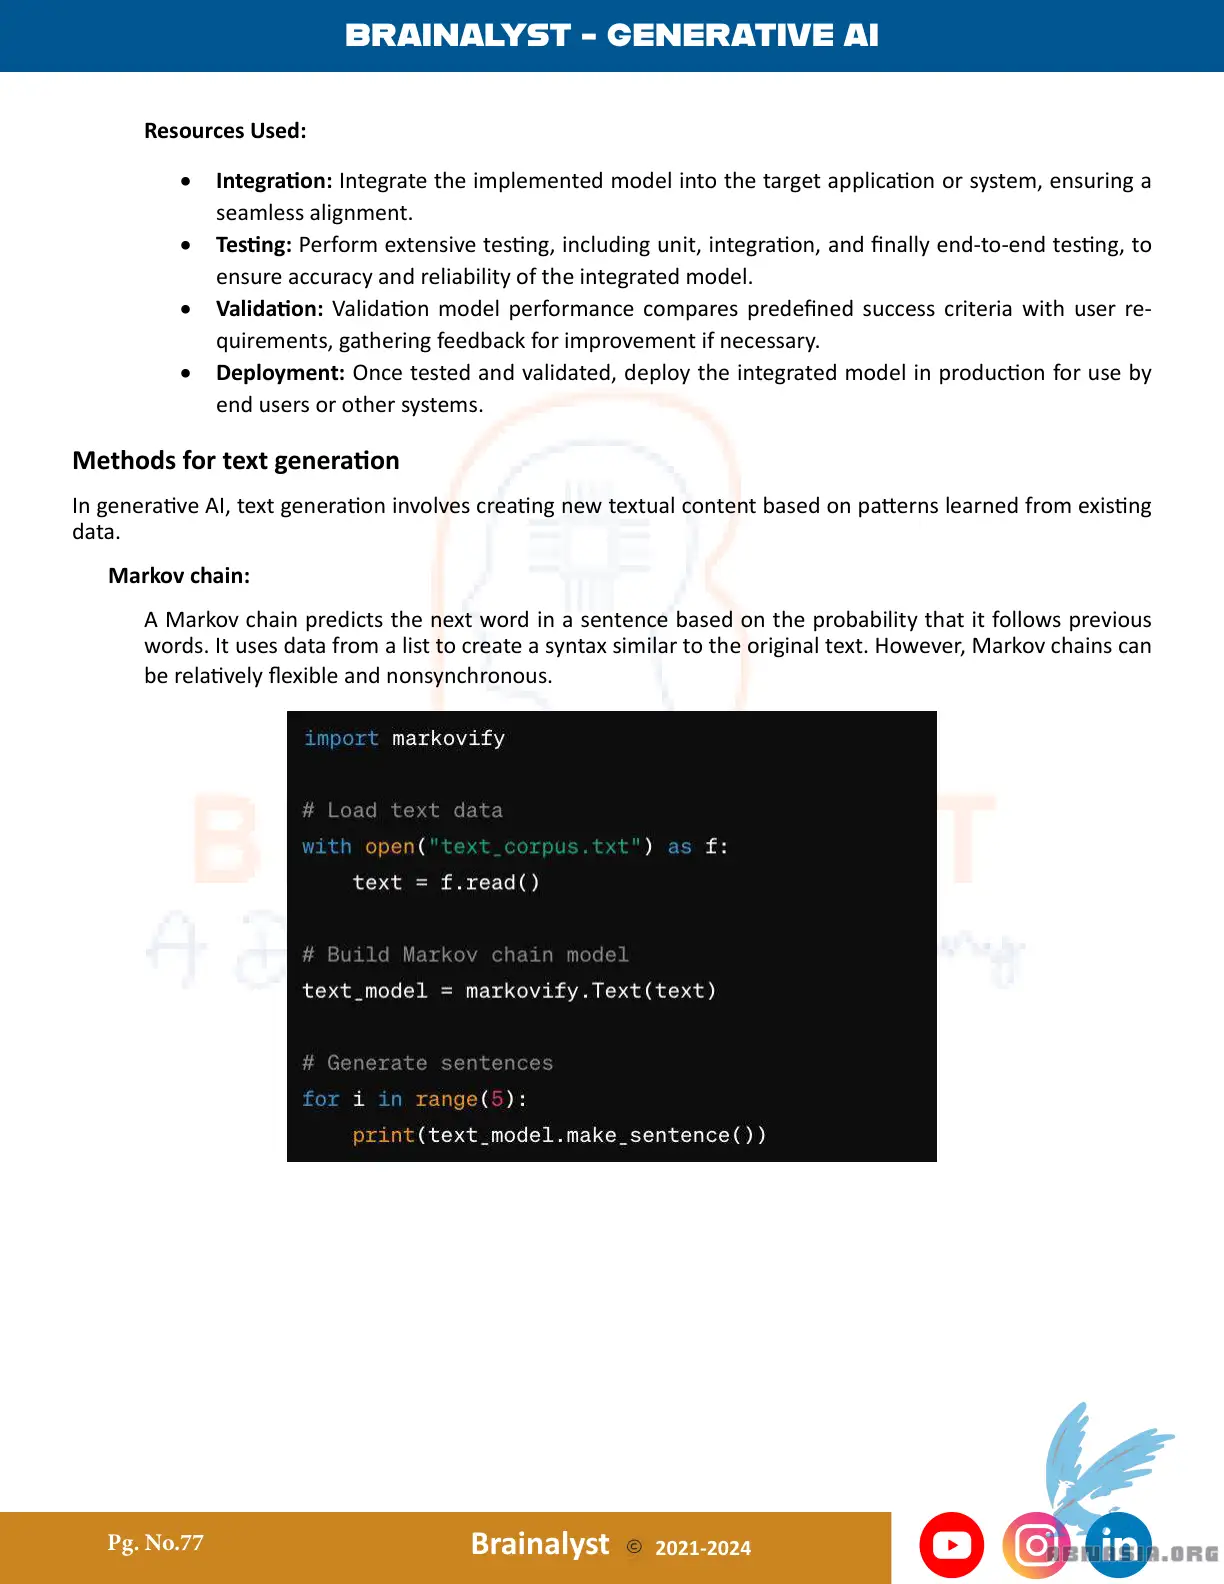 BRAINALYST - GENERATIVE AI
Resources Used:
• Integration: Integrate the implemented model into the target application or system, ensuring a
seamless alignment.
• Testing: Perform extensive testing, including unit, integration, and finally end-to-end testing, to
ensure accuracy and reliability of the integrated model.
• Validation: Validation model performance compares predefined success criteria with user re-
quirements, gathering feedback for improvement if necessary.
• Deployment: Once tested and validated, deploy the integrated model in production for use by
end users or other systems.
Methods for text generation
In generative AI, text generation involves creating new textual content based on patterns learned from existing
data.
Markov chain:
A Markov chain predicts the next word in a sentence based on the probability that it follows previous
words. It uses data from a list to create a syntax similar to the original text. However, Markov chains can
be relatively flexible and nonsynchronous.
import markovify
# Load text data
with open("text_corpus.txt") as f:
    text = f.read()
# Build Markov chain model
text_model = markovify.Text(text)
# Generate sentences
for i in range(5):
    print(text_model.make_sentence())
Pg. No.77
Brainalyst © 2021-2024
in
ABIWASIA.ORG